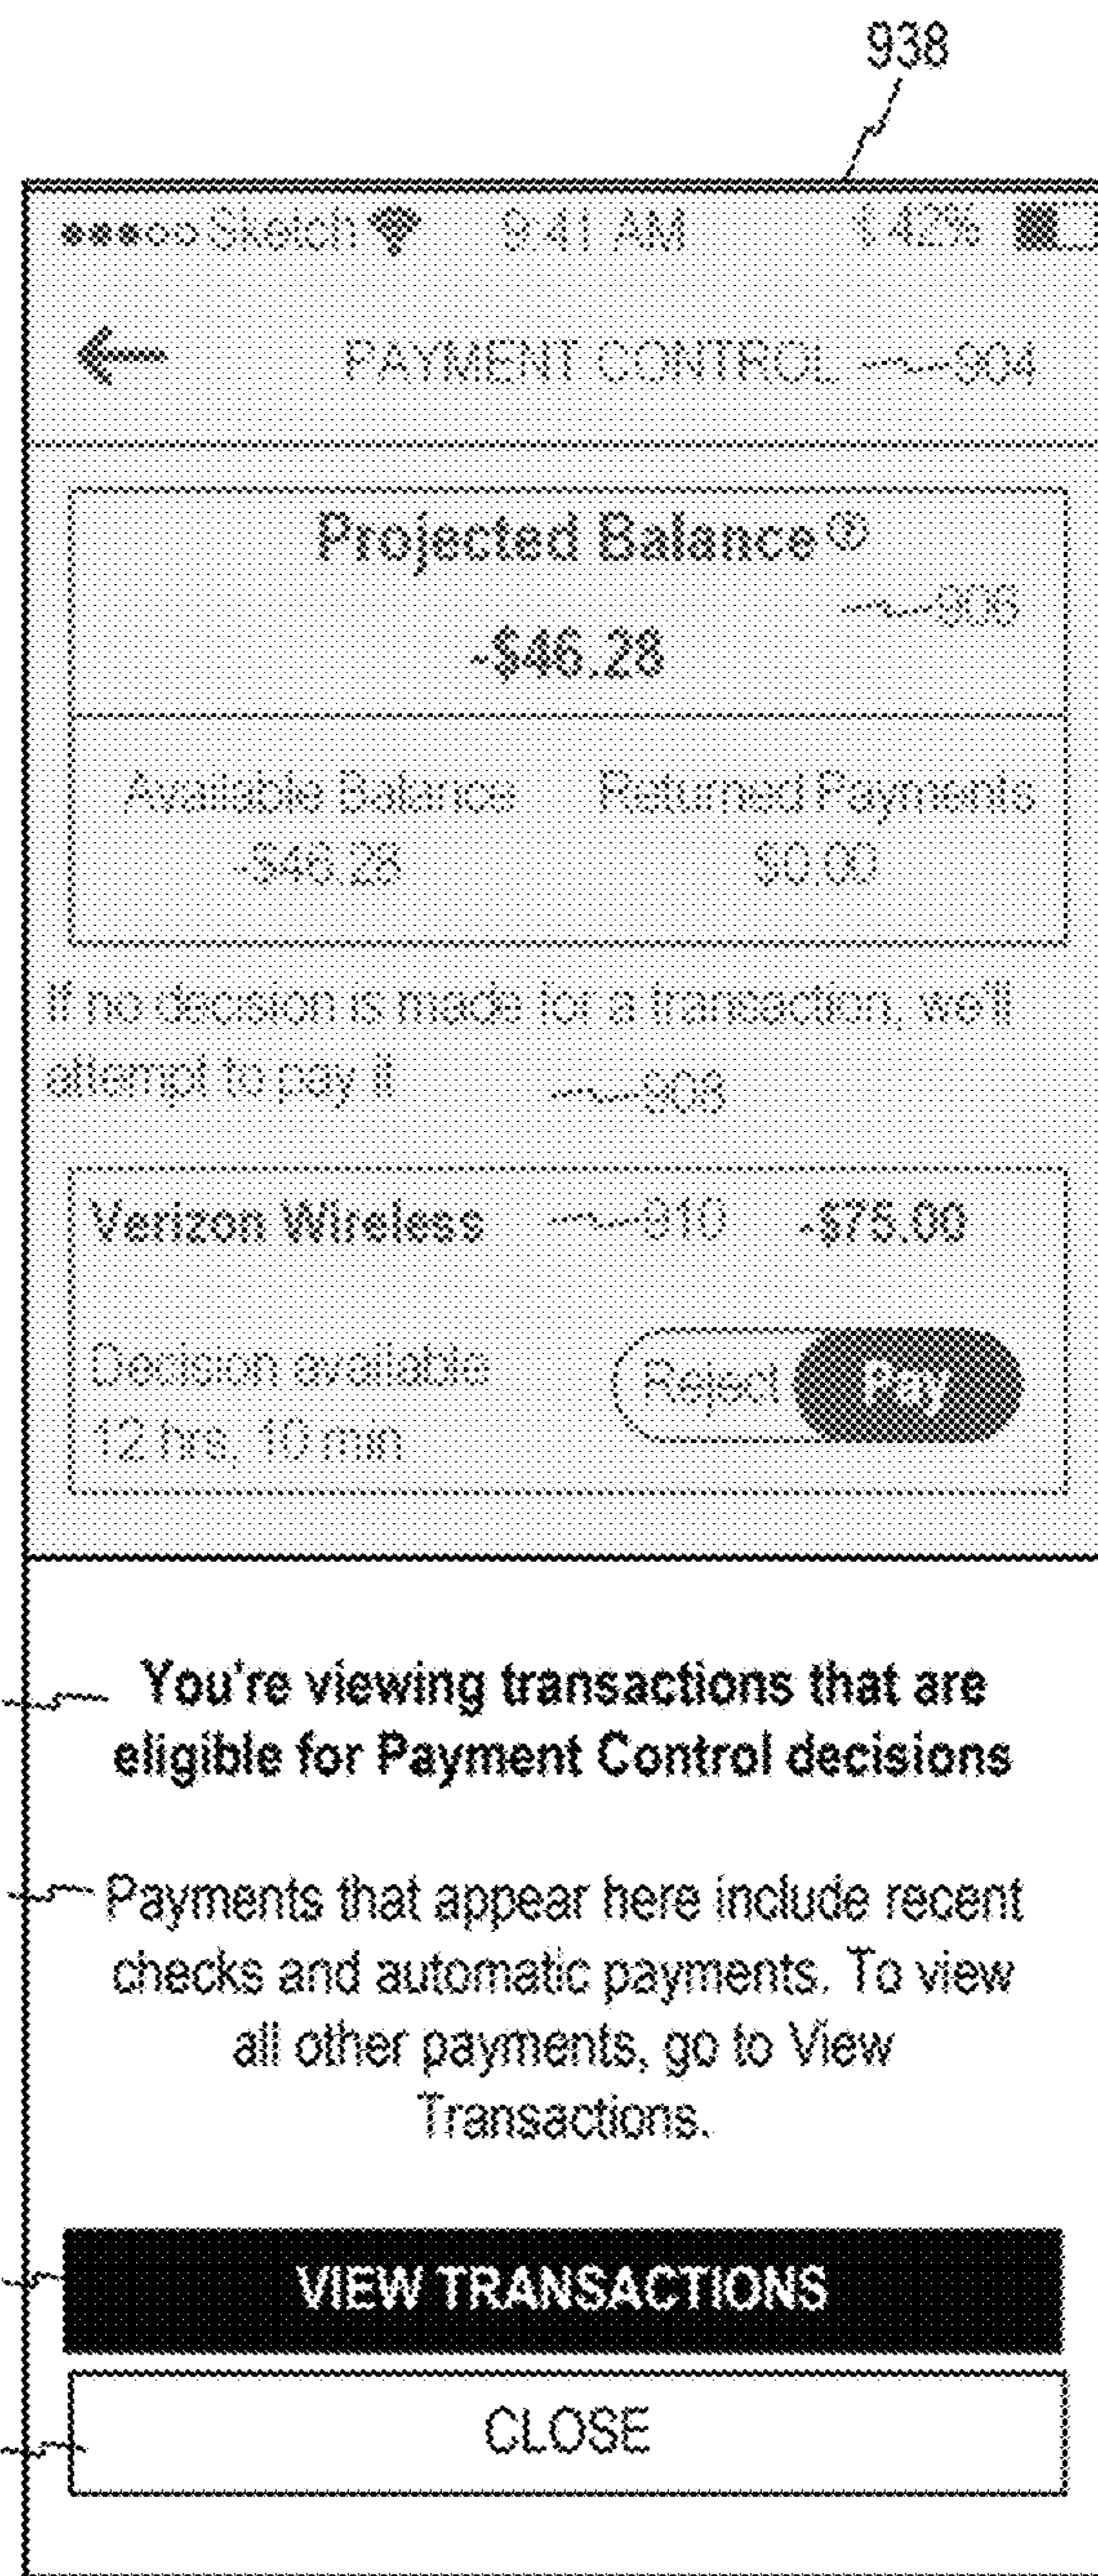 938
Sketch 9:41 AM 42%
PAYMENT CONTROL 904
Projected Balance ?
906
-$46.28
Available Balance Returned Payments
-$46.28 $0.00
If no decision is made for a transaction, we'll
attempt to pay it
908
Verizon Wireless 910 -$75.00
Decision available
12 hrs, 10 min
Reject Pay
You're viewing transactions that are
eligible for Payment Control decisions
Payments that appear here include recent
checks and automatic payments. To view
all other payments, go to View
Transactions.
VIEW TRANSACTIONS
CLOSE